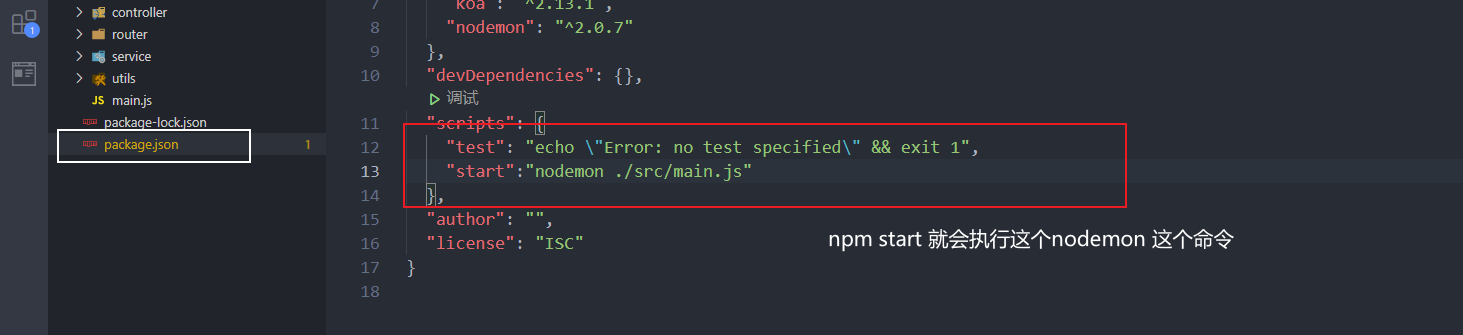 controller
router
service
utils
JS main.js
package-lock.json
package.json 1
1
7 koa : ^2.13.1 ,
8 "nodemon": "^2.0.7"
9 },
10 "devDependencies": {},
调试
11 "scripts": {
12 "test": "echo \"Error: no test specified\" && exit 1",
13 "start":"nodemon ./src/main.js"
14 },
15 "author": "",
16 "license": "ISC"
17 }
18
npm start 就会执行这个nodemon 这个命令